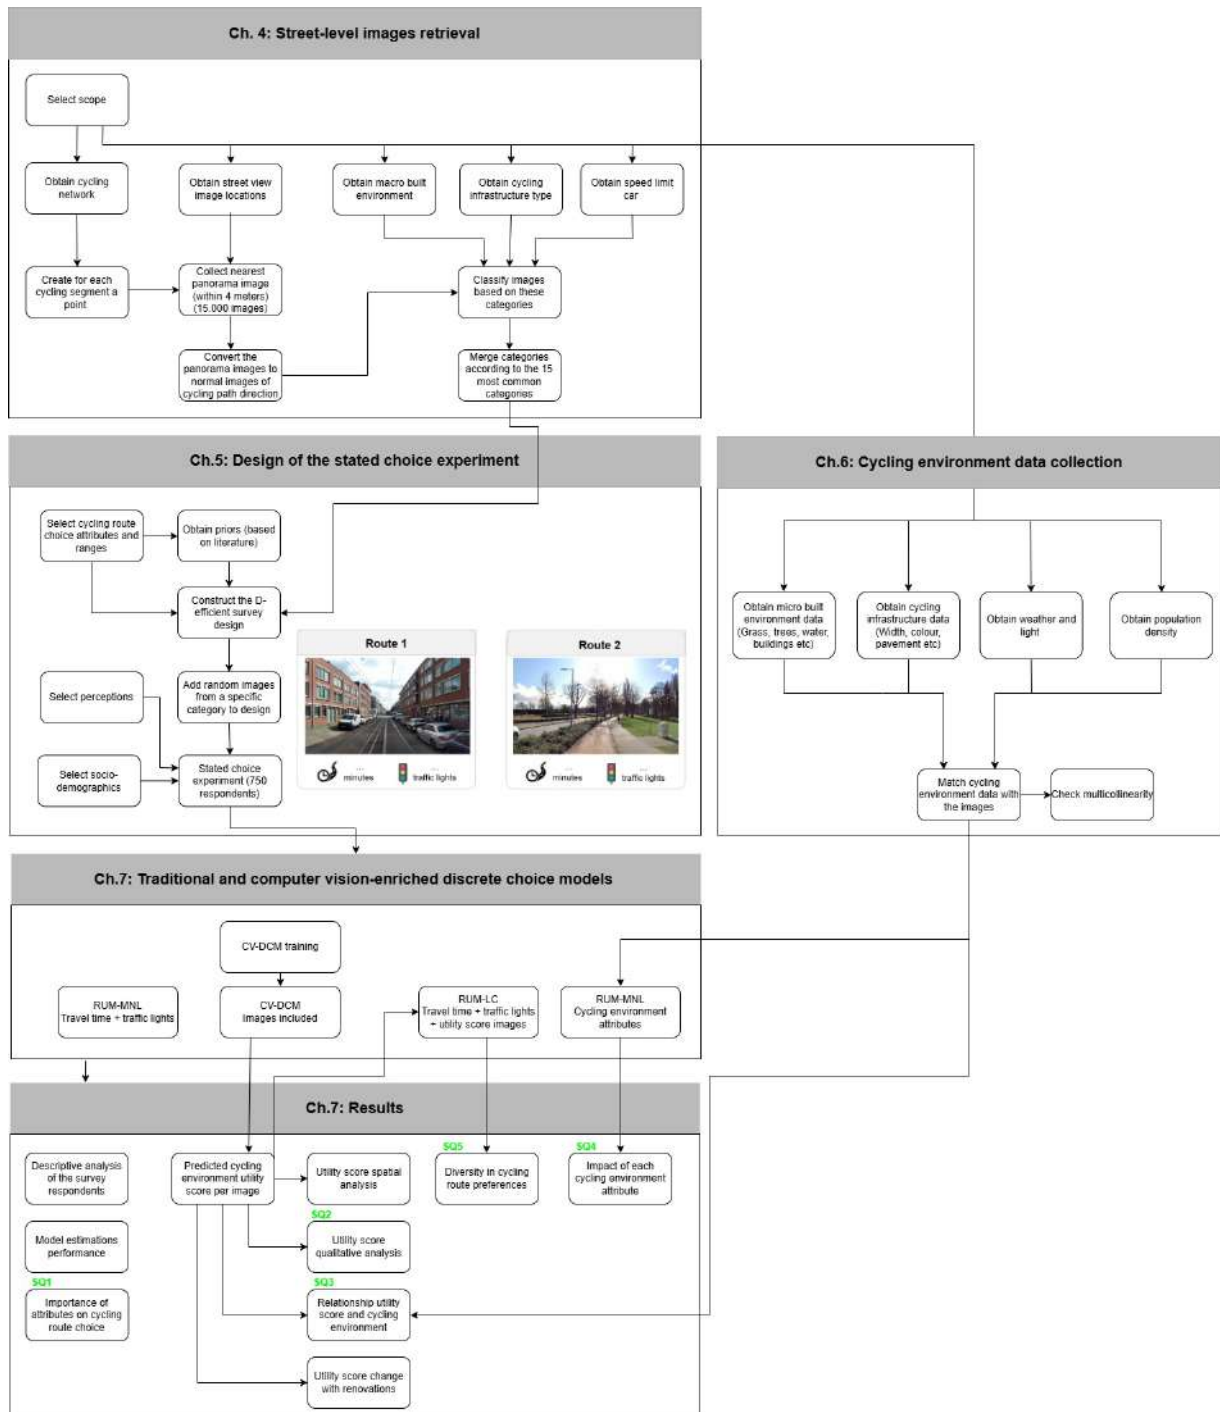 Ch. 4: Street-level images retrieval
Select scope
Obtain cycling
network
Obtain street view
image locations
Obtain macro built
environment
Obtain cycling
infrastructure type
Obtain speed limit
car
Create for each
cycling segment a
point
Collect nearest
panorama image
(within 4 meters)
(15.000 images)
Classify images
based on these
categories
Convert the
panorama images to
normal images of
cycling path direction
Merge categories
according to the 15
most common
categories
Ch.5: Design of the stated choice experiment
Select cycling route
choice attributes and
ranges
Obtain priors (based
on literature)
Construct the D-
efficient survey
design
Select perceptions
Add random images
from a specific
category to design
Select socio-
demographics
Stated choice
experiment (750
respondents)
Route 1
...
minutes
...
traffic lights
Route 2
...
minutes
...
traffic lights
Ch.6: Cycling environment data collection
Obtain micro built
environment data
(Grass, trees, water,
buildings etc)
Obtain cycling
infrastructure data
(Width, colour,
pavement etc)
Obtain weather and
light
Obtain population
density
Match cycling
environment data with
the images
Check multicollinearity
Ch.7: Traditional and computer vision-enriched discrete choice models
CV-DCM training
RUM-MNL
Travel time + traffic lights
CV-DCM
Images included
RUM-LC
Travel time + traffic lights
+ utility score images
RUM-MNL
Cycling environment
attributes
Ch.7: Results
Descriptive analysis
of the survey
respondents
Predicted cycling
environment utility
score per image
Utility score spatial
analysis
SQ5
Diversity in cycling
route preferences
SQ4
Impact of each
cycling environment
attribute
Model estimations
performance
SQ2
Utility score
qualitative analysis
SQ1
Importance of
attributes on cycling
route choice
SQ3
Relationship utility
score and cycling
environment
Utility score change
with renovations